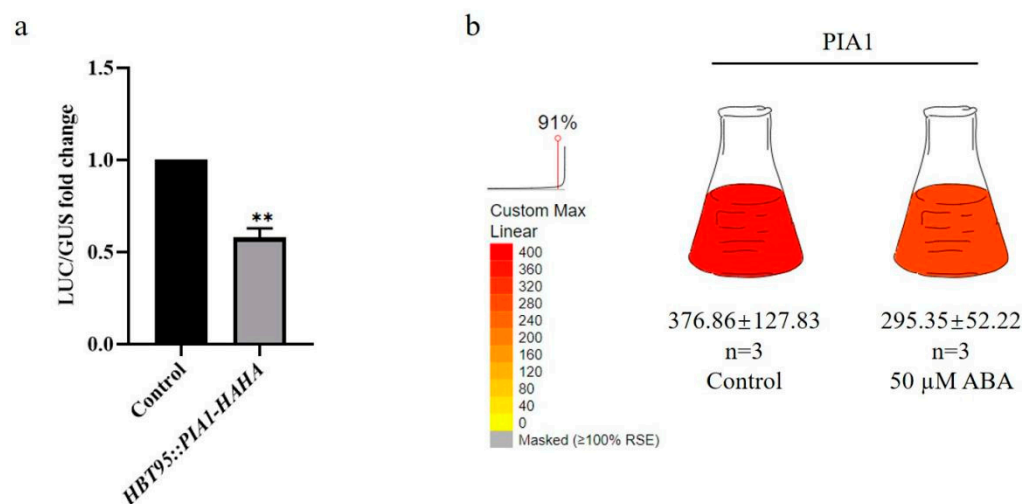 a
LUC/GUS fold change
1.5
1.0
0.5
0.0
**
Control
HBT95::PIA1-HAHA
b
PIA1
91%
Custom Max
Linear
400
360
320
280
240
200
160
120
80
40
0
Masked (≥100% RSE)
376.86±127.83
n=3
Control
295.35±52.22
n=3
50 µM ABA